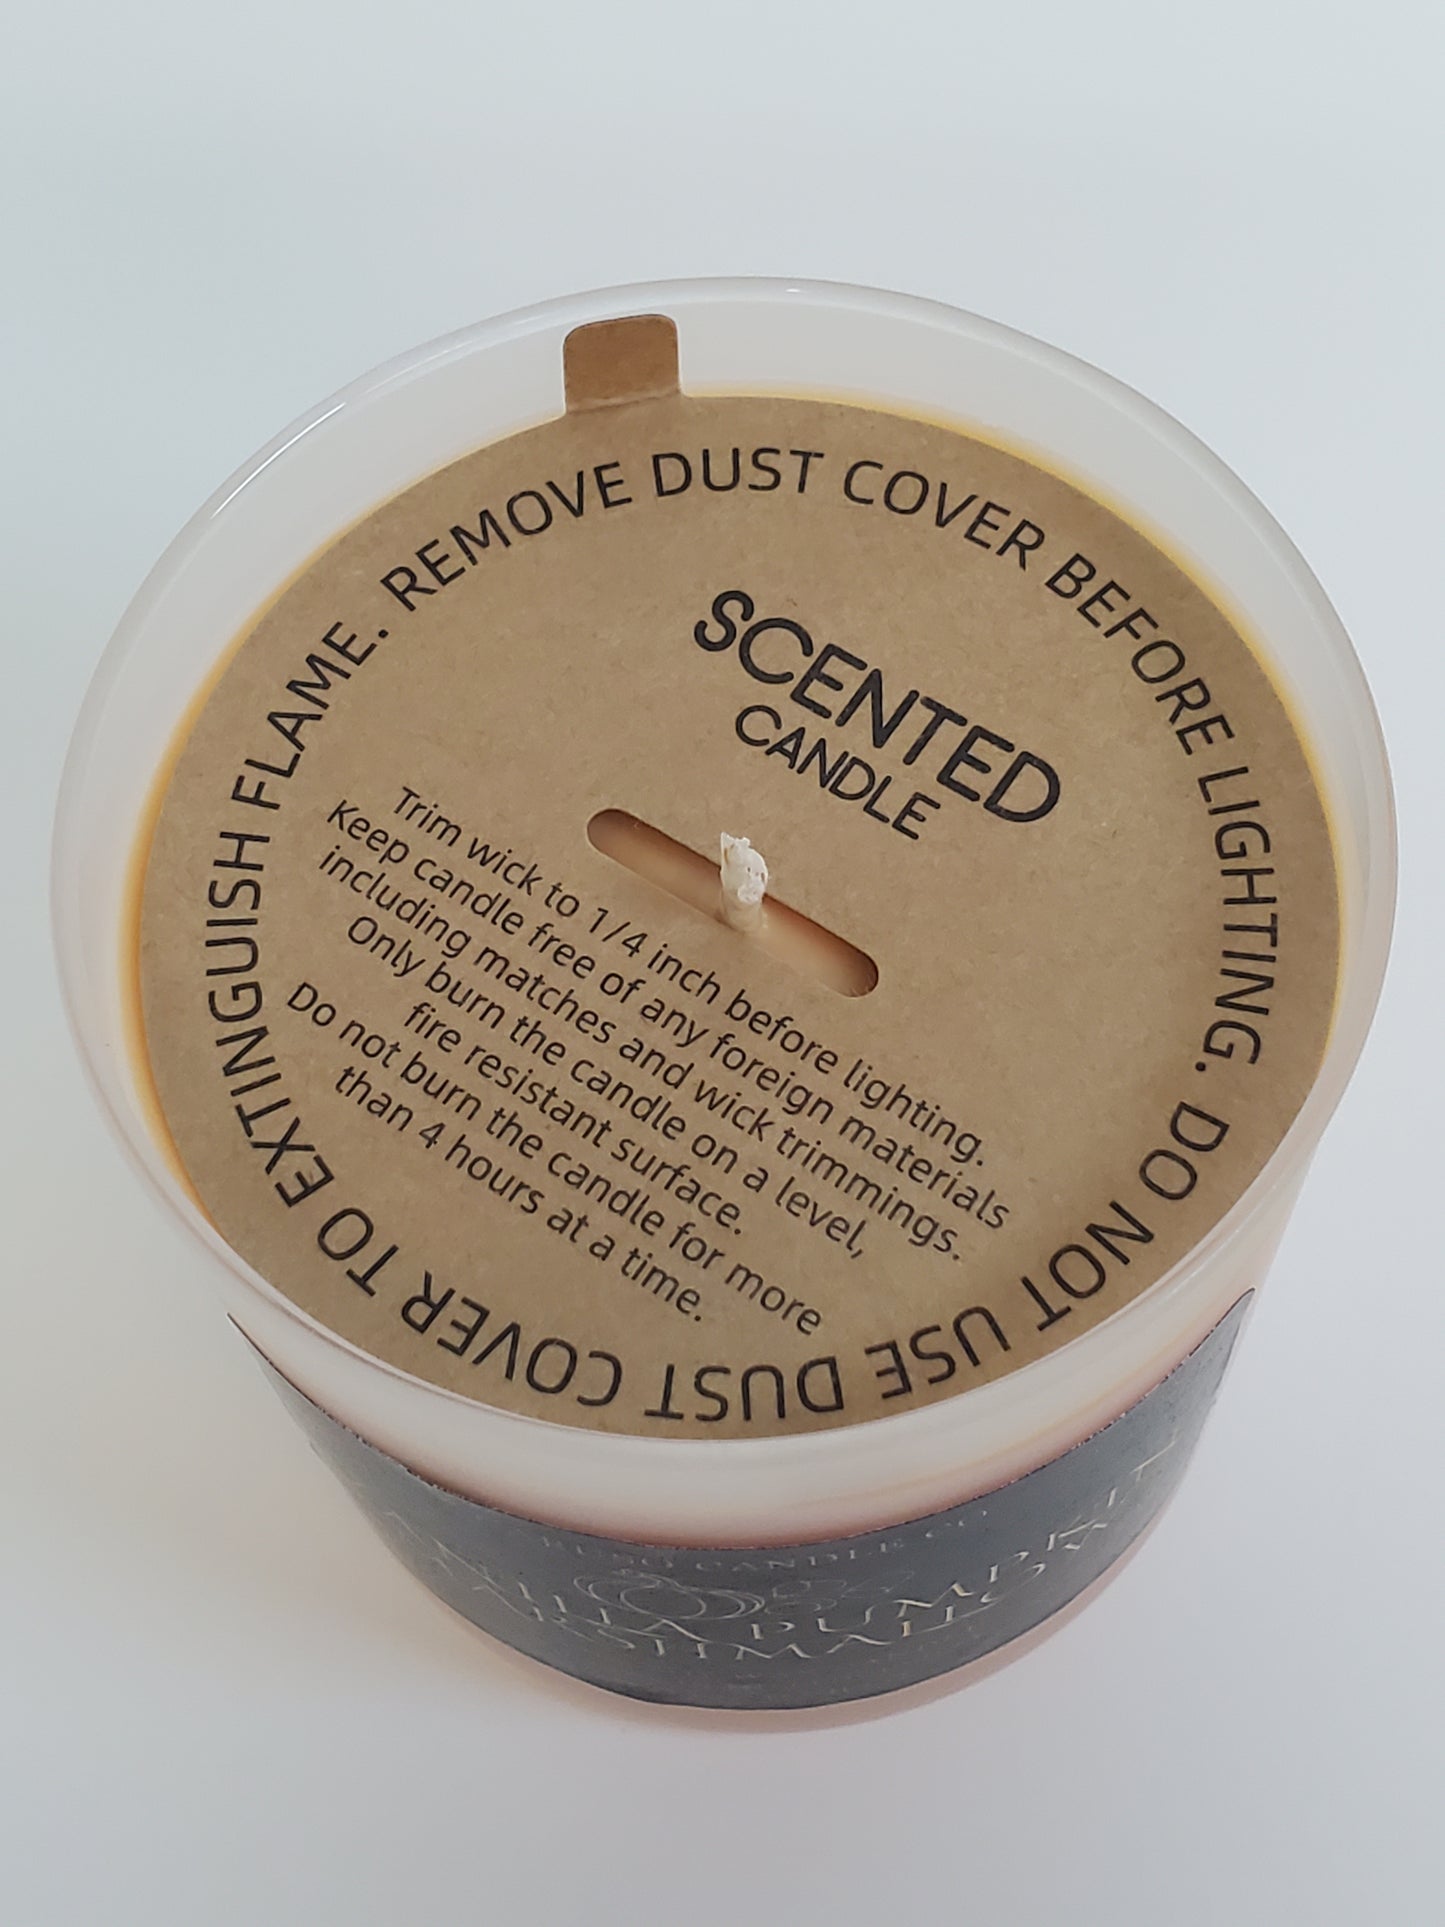 REMOVE DUST COVER BEFORE LIGHTING. DO NOT USE DUST COVER TO EXTINGUISH FLAME.
SCENTED
CANDLE
Trim wick to 1/4 inch before lighting.
Keep candle free of any foreign materials
including matches and wick trimmings.
Only burn the candle on a level,
fire resistant surface.
Do not burn the candle for more
than 4 hours at a time.
CANDLE CO